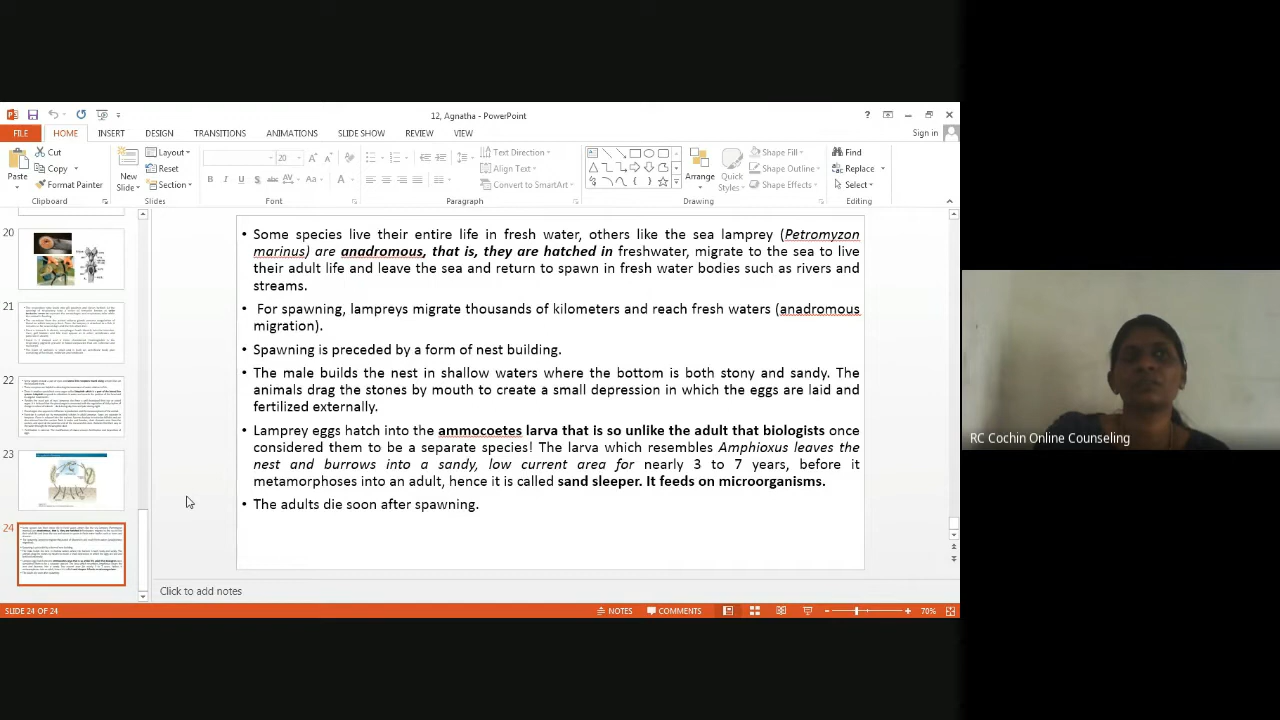 12, Agnatha - PowerPoint
Sign in
FILE HOME INSERT DESIGN TRANSITIONS ANIMATIONS SLIDE SHOW REVIEW VIEW
Paste
Cut
Copy
Format Painter
Clipboard
New
Slide
Layout
Reset
Section
Slides
20
Font
Text Direction
Align Text
Convert to SmartArt
Paragraph
Arrange
Quick
Styles
Shape Fill
Shape Outline
Shape Effects
Drawing
Find
Replace
Select
Editing
20
21
22
23
24
• Some species live their entire life in fresh water, others like the sea lamprey (Petromyzon
marinus) are anadromous, that is, they are hatched in freshwater, migrate to the sea to live
their adult life and leave the sea and return to spawn in fresh water bodies such as rivers and
streams.
• For spawning, lampreys migrate thousands of kilometers and reach fresh waters (anadromous
migration).
• Spawning is preceded by a form of nest building.
• The male builds the nest in shallow waters where the bottom is both stony and sandy. The
animal drag stones by mouth to make small depression in which the eggs are laid and
fertilized externally.
• Lamprey eggs hatch into the ammocoetes larva that is so unlike the adult that biologists once
considered them to be a separate species! The larva which resembles Amphioxus leaves the
nest and burrows into a sandy, low current area for nearly 3 to 7 years, before it
metamorphoses into an adult, hence it is called sand sleeper. It feeds on microorganisms.
• The adults die soon after spawning.
Click to add notes
SLIDE 24 OF 24
NOTES COMMENTS 70%
RC Cochin Online Counseling